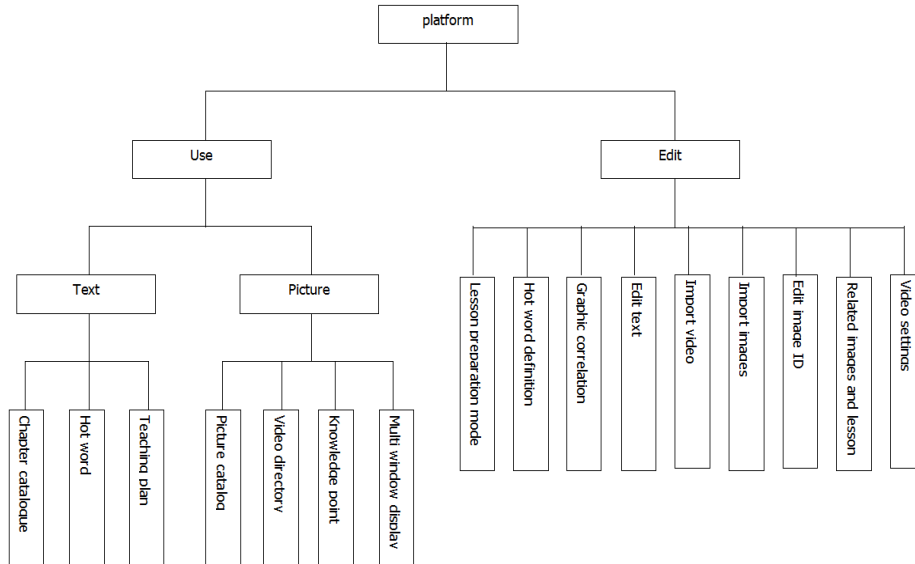 platform
Use
Edit
Text
Picture
Lesson preparation mode
Hot word definition
Graphic correlation
Edit text
Import video
Import images
Edit image ID
Related images and lesson
Video settings
Chapter catalogue
Hot word
Teaching plan
Picture catalog
Video directory
Knowledge point
Multi window display